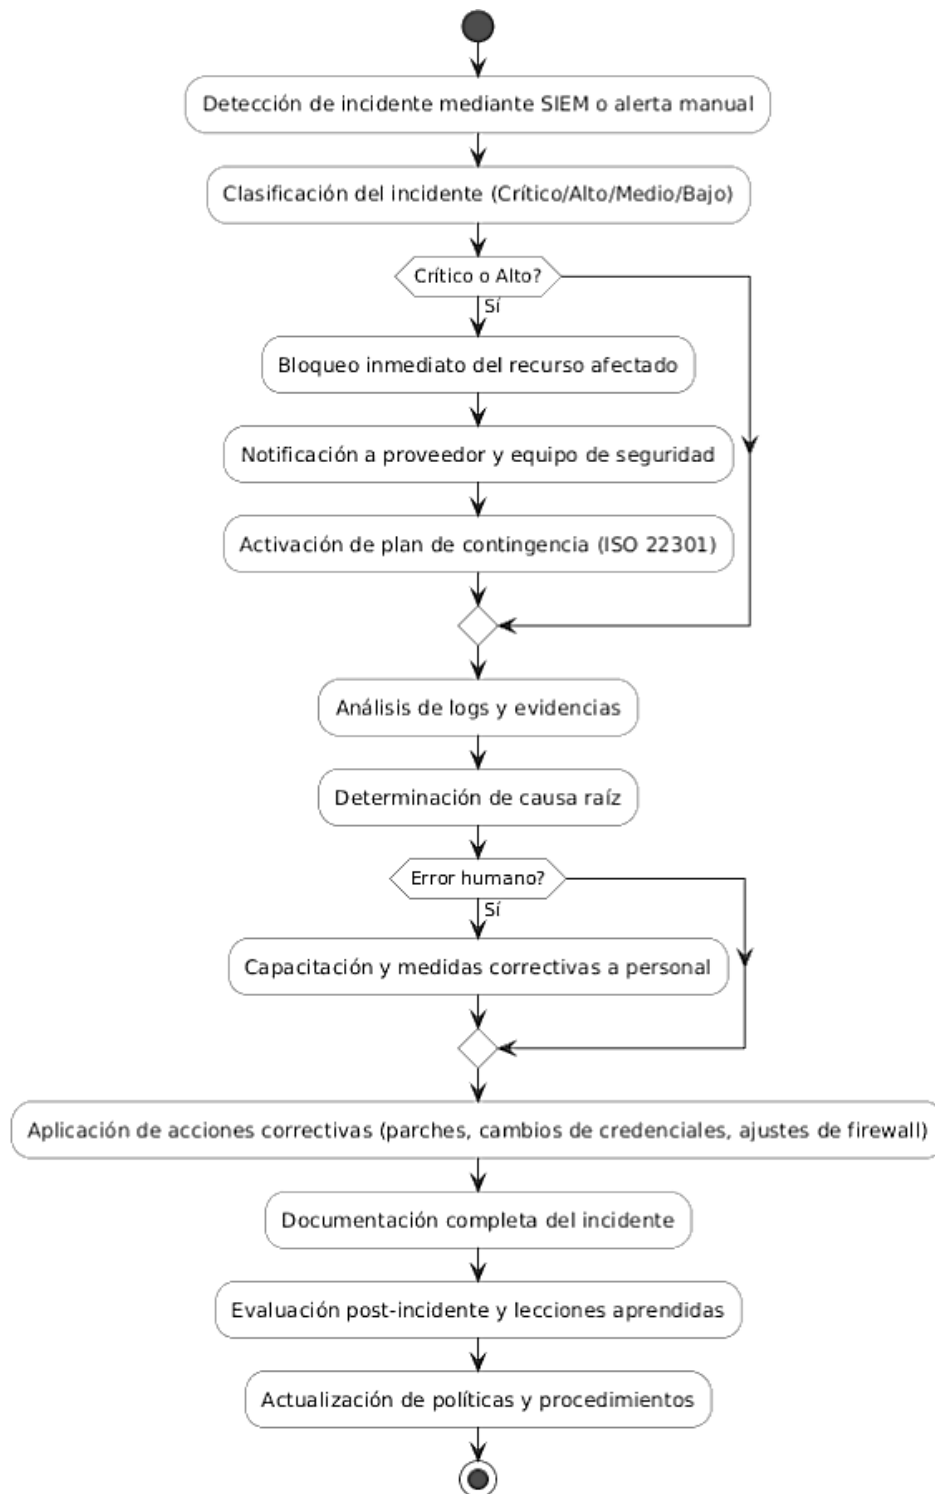 Detección de incidente mediante SIEM o alerta manual
Clasificación del incidente (Crítico/Alto/Medio/Bajo)
Crítico o Alto?
Sí
Bloqueo inmediato del recurso afectado
Notificación a proveedor y equipo de seguridad
Activación de plan de contingencia (ISO 22301)
Análisis de logs y evidencias
Determinación de causa raíz
Error humano?
Sí
Capacitación y medidas correctivas a personal
Aplicación de acciones correctivas (parches, cambios de credenciales, ajustes de firewall)
Documentación completa del incidente
Evaluación post-incidente y lecciones aprendidas
Actualización de políticas y procedimientos